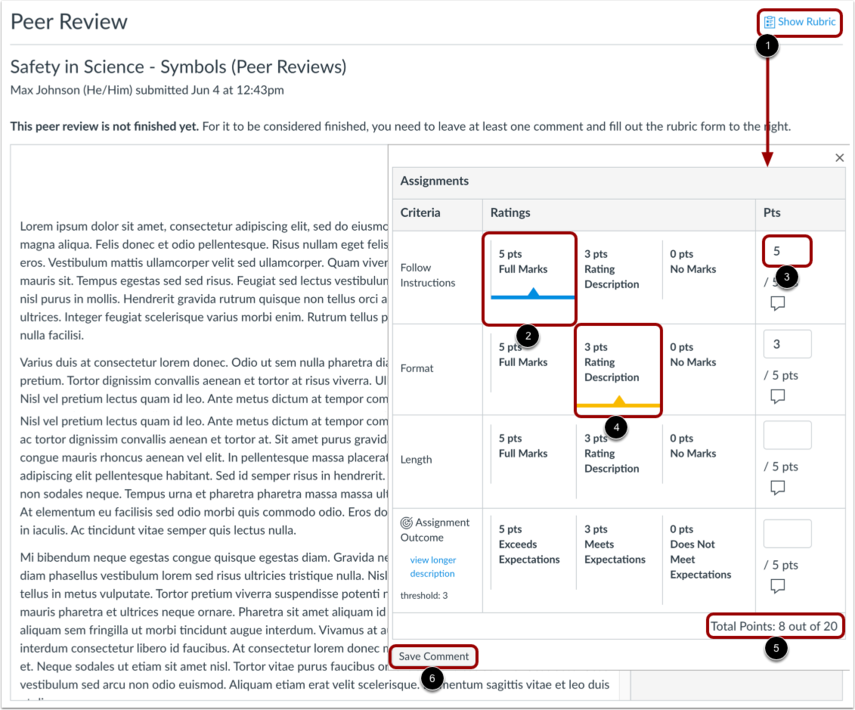 Peer Review
Show Rubric
1
Safety in Science - Symbols (Peer Reviews)
Max Johnson (He/Him) submitted Jun 4 at 12:43pm
This peer review is not finished yet. For it to be considered finished, you need to leave at least one comment and fill out the rubric form to the right.
Lorem ipsum dolor sit amet, consectetur adipiscing elit, sed do eiusmo
magna aliqua. Felis donec et odio pellentesque. Risus nullam eget felis
eros. Vestibulum mattis ullamcorper velit sed ullamcorper. Quam viver
mauris sit. Tempus egestas sed sed risus. Feugiat sed lectus vestibulum
nisl purus in mollis. Hendrerit gravida rutrum quisque non tellus orci a
ultrices. Integer feugiat scelerisque varius morbi enim. Rutrum tellus p
nulla facilisi.
Varius duis at consectetur lorem donec. Odio ut sem nulla pharetra dia
pretium. Tortor dignissim convallis aenean et tortor at risus viverra. Ul
Nisl vel pretium lectus quam id leo. Ante metus dictum at tempor com
Nisl vel pretium lectus quam id leo. Ante metus dictum at tempor com
ac tortor dignissim convallis aenean et tortor at. Sit amet purus gravid
congue mauris rhoncus aenean vel elit. In pellentesque massa placerat
adipiscing elit pellentesque habitant. Sed id semper risus in hendrerit.
non sodales neque. Tempus urna et pharetra pharetra massa massa ult
At elementum eu facilisis sed odio morbi quis commodo odio. Eros do
in iaculis. Ac tincidunt vitae semper quis lectus nulla.
Mi bibendum neque egestas congue quisque egestas diam. Gravida ne
diam phasellus vestibulum lorem sed risus ultricies tristique nulla. Nisl
tellus in metus vulputate. Tortor pretium viverra suspendisse potenti n
mauris pharetra et ultrices neque ornare. Pharetra sit amet aliquam id
aliquam sem fringilla ut morbi tincidunt augue interdum. Vivamus at a
interdum consectetur libero id faucibus. At consectetur lorem donec m
et. Neque sodales ut etiam sit amet nisl. Tortor vitae purus faucibus or
vestibulum sed arcu non odio euismod. Aliquam etiam erat velit scelerisque. mentum sagittis vitae et leo duis
Assignments
Criteria Ratings Pts
Follow Instructions
5 pts
Full Marks
2
3 pts
Rating
Description
0 pts
No Marks
5
/ 5
3
Format
5 pts
Full Marks
3 pts
Rating
Description
4
0 pts
No Marks
3
/ 5 pts
Length
5 pts
Full Marks
3 pts
Rating
Description
0 pts
No Marks
/ 5 pts
Assignment
Outcome
view longer
description
threshold: 3
5 pts
Exceeds
Expectations
3 pts
Meets
Expectations
0 pts
Does Not
Meet
Expectations
/ 5 pts
Total Points: 8 out of 20
5
Save Comment
6